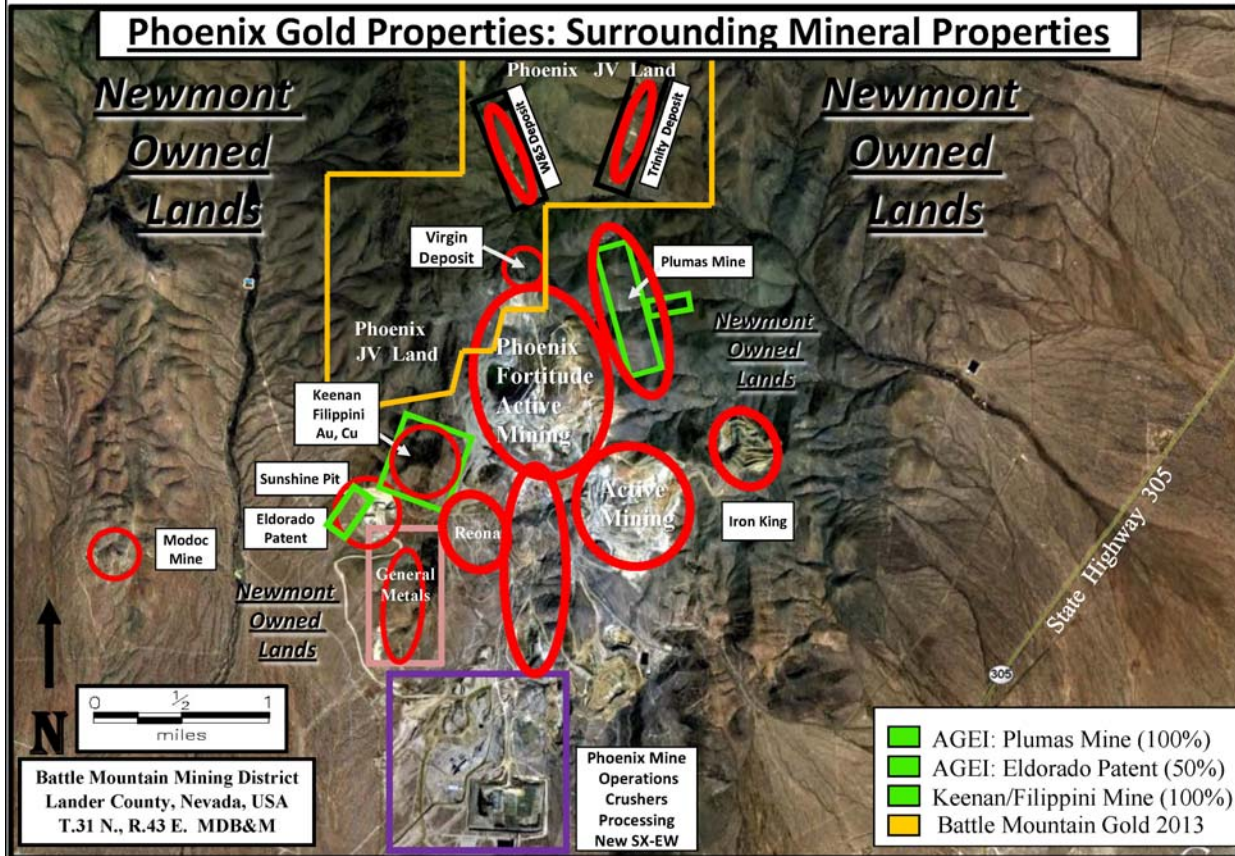 Phoenix Gold Properties: Surrounding Mineral Properties
Newmont
Owned
Lands
Phoenix JV Land
Newmont
Owned
Lands
W&S Deposit
Trinity Deposit
Virgin
Deposit
Plumas Mine
Phoenix
JV Land
Phoenix
Fortitude
Active
Mining
Newmont
Owned
Lands
Keenan
Filippini
Au, Cu
Sunshine Pit
Eldorado
Patent
Modoc
Mine
Reona
Active
Mining
Iron King
General
Metals
Newmont
Owned
Lands
State Highway 305
305
N
0 1/2 1
miles
Battle Mountain Mining District
Lander County, Nevada, USA
T.31 N., R.43 E. MDB&M
Phoenix Mine
Operations
Crushers
Processing
New SX-EW
AGEI: Plumas Mine (100%)
AGEI: Eldorado Patent (50%)
Keenan/Filippini Mine (100%)
Battle Mountain Gold 2013